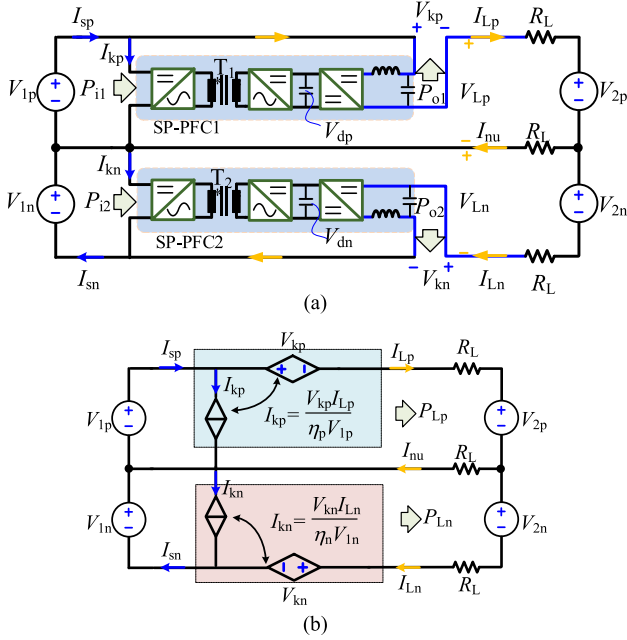 V_kp
I_sp
I_Lp
R_L
I_kp
T_1
V_1p
P_i1
P_o1
V_Lp
V_2p
SP-PFC1
V_dp
I_nu
R_L
I_kn
T_2
V_1n
P_i2
P_o2
V_Ln
V_2n
SP-PFC2
V_dn
I_sn
V_kn
I_Ln
R_L
(a)
V_kp
I_sp
I_Lp
R_L
I_kp
V_1p
I_kp = V_kp I_Lp / η_p V_1p
P_Lp
V_2p
I_nu
R_L
I_kn
V_1n
I_kn = V_kn I_Ln / η_n V_1n
P_Ln
V_2n
I_sn
V_kn
I_Ln
R_L
(b)